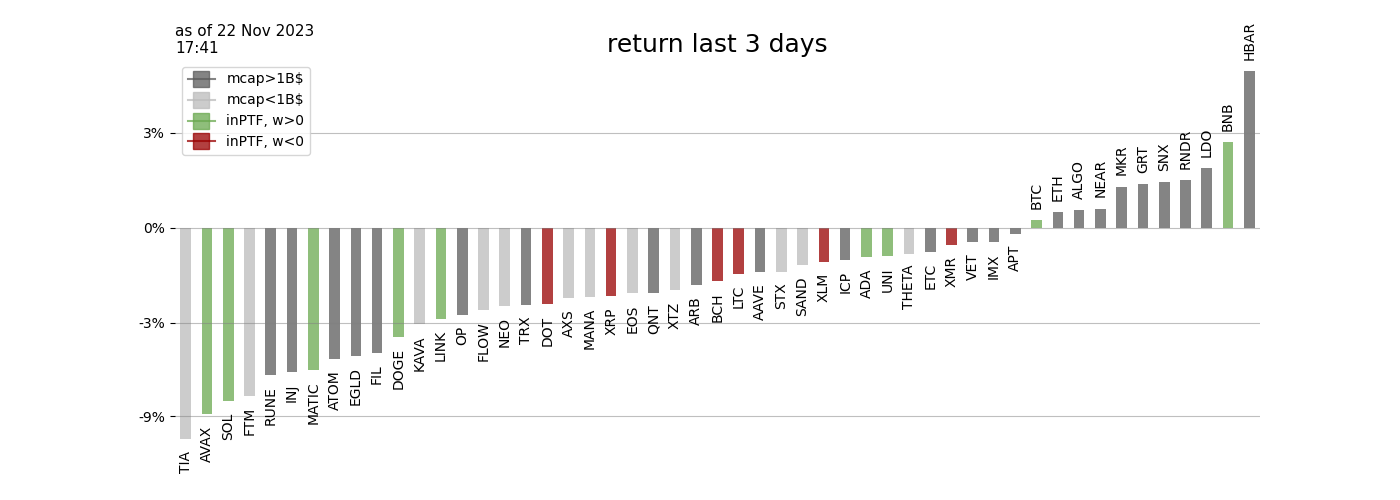 as of 22 Nov 2023
17:41
return last 3 days
mcap>1B$
mcap<1B$
inPTF, w>0
inPTF, w<0
3%
0%
-3%
-9%
TIA
AVAX
SOL
FTM
RUNE
INJ
MATIC
ATOM
EGLD
FIL
DOGE
KAVA
LINK
OP
FLOW
NEO
TRX
DOT
AXS
MANA
XRP
EOS
QNT
XTZ
ARB
BCH
LTC
AAVE
STX
SAND
XLM
ICP
ADA
UNI
THETA
ETC
XMR
VET
IMX
APT
BTC
ETH
ALGO
NEAR
MKR
GRT
SNX
RNDR
LDO
BNB
HBAR